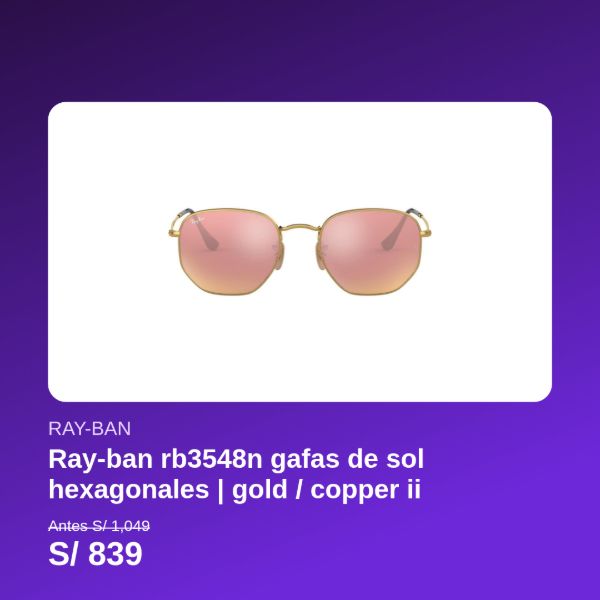 RAY-BAN
Ray-ban rb3548n gafas de sol
hexagonales | gold / copper ii
Antes S/ 1,049
S/ 839